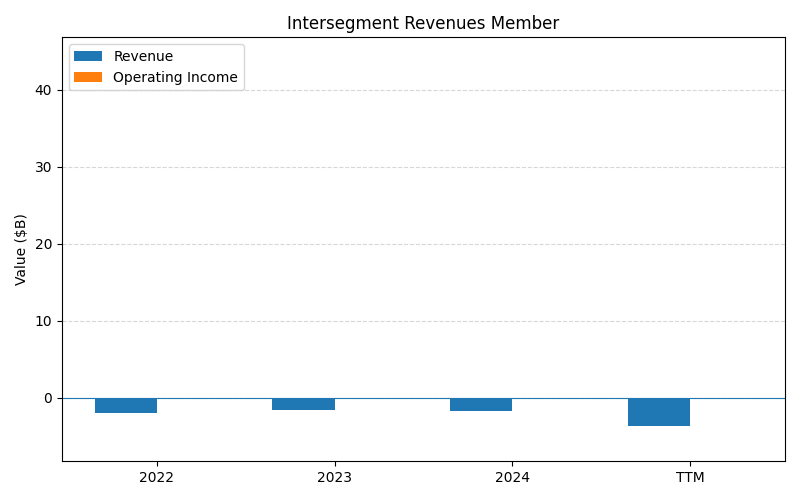 Intersegment Revenues Member
Revenue
Operating Income
Value ($B)
40
30
20
10
0
2022 2023 2024 TTM